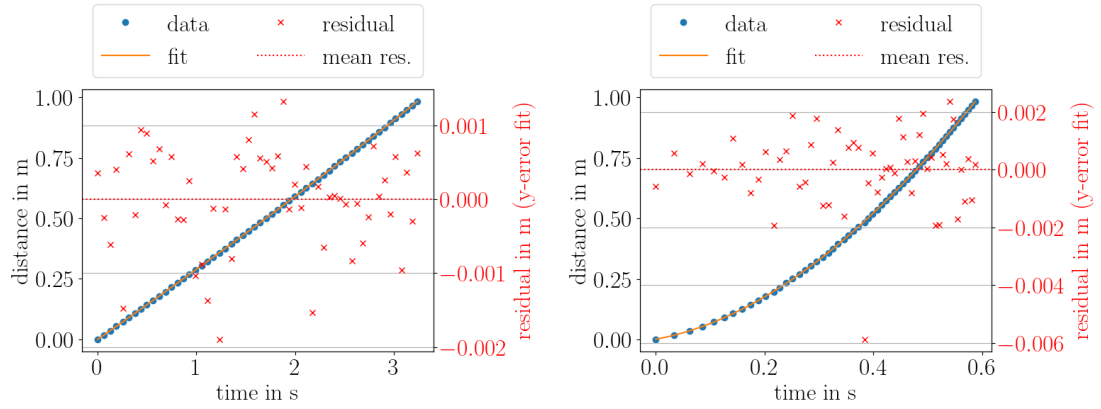 data
residual
fit
mean res.
1.00
0.75
0.50
0.25
0.00
distance in m
0
1
2
3
time in s
0.001
0.000
−0.001
−0.002
residual in m (y-error fit)
data
residual
fit
mean res.
1.00
0.75
0.50
0.25
0.00
distance in m
0.0
0.2
0.4
0.6
time in s
0.002
0.000
−0.002
−0.004
−0.006
residual in m (y-error fit)